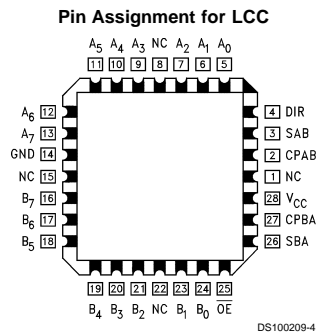 Pin Assignment for LCC
A5 A4 A3 NC A2 A1 A0
11 10 9 8 7 6 5
A6 12
A7 13
GND 14
NC 15
B7 16
B6 17
B5 18
4 DIR
3 SAB
2 CPAB
1 NC
28 VCC
27 CPBA
26 SBA
19 20 21 22 23 24 25
B4 B3 B2 NC B1 B0 O̅E̅
DS100209-4